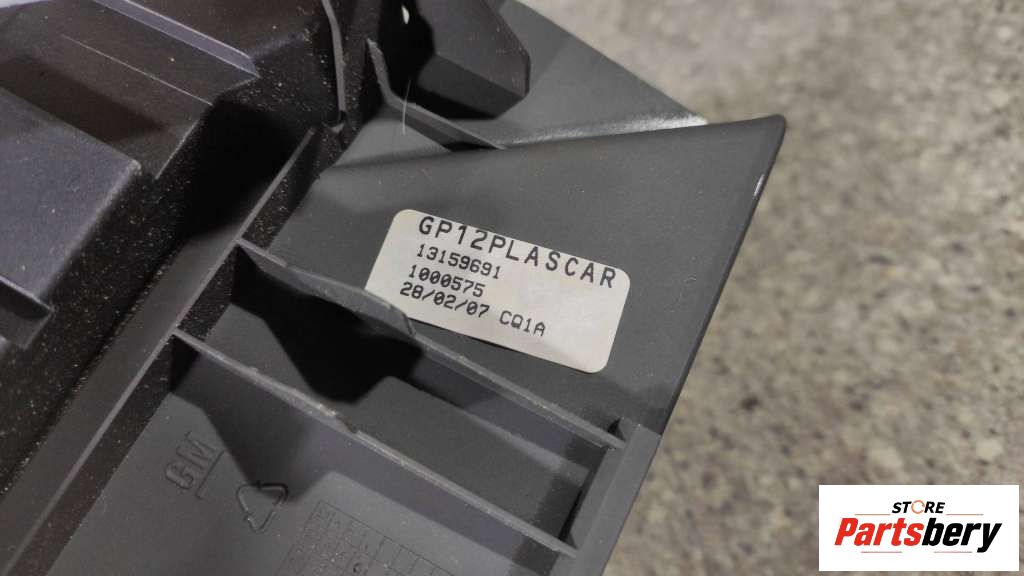 GP12PLASCAR
13159691
1000575
28/02/07 CQ1A
GM
STORE
Partsbery